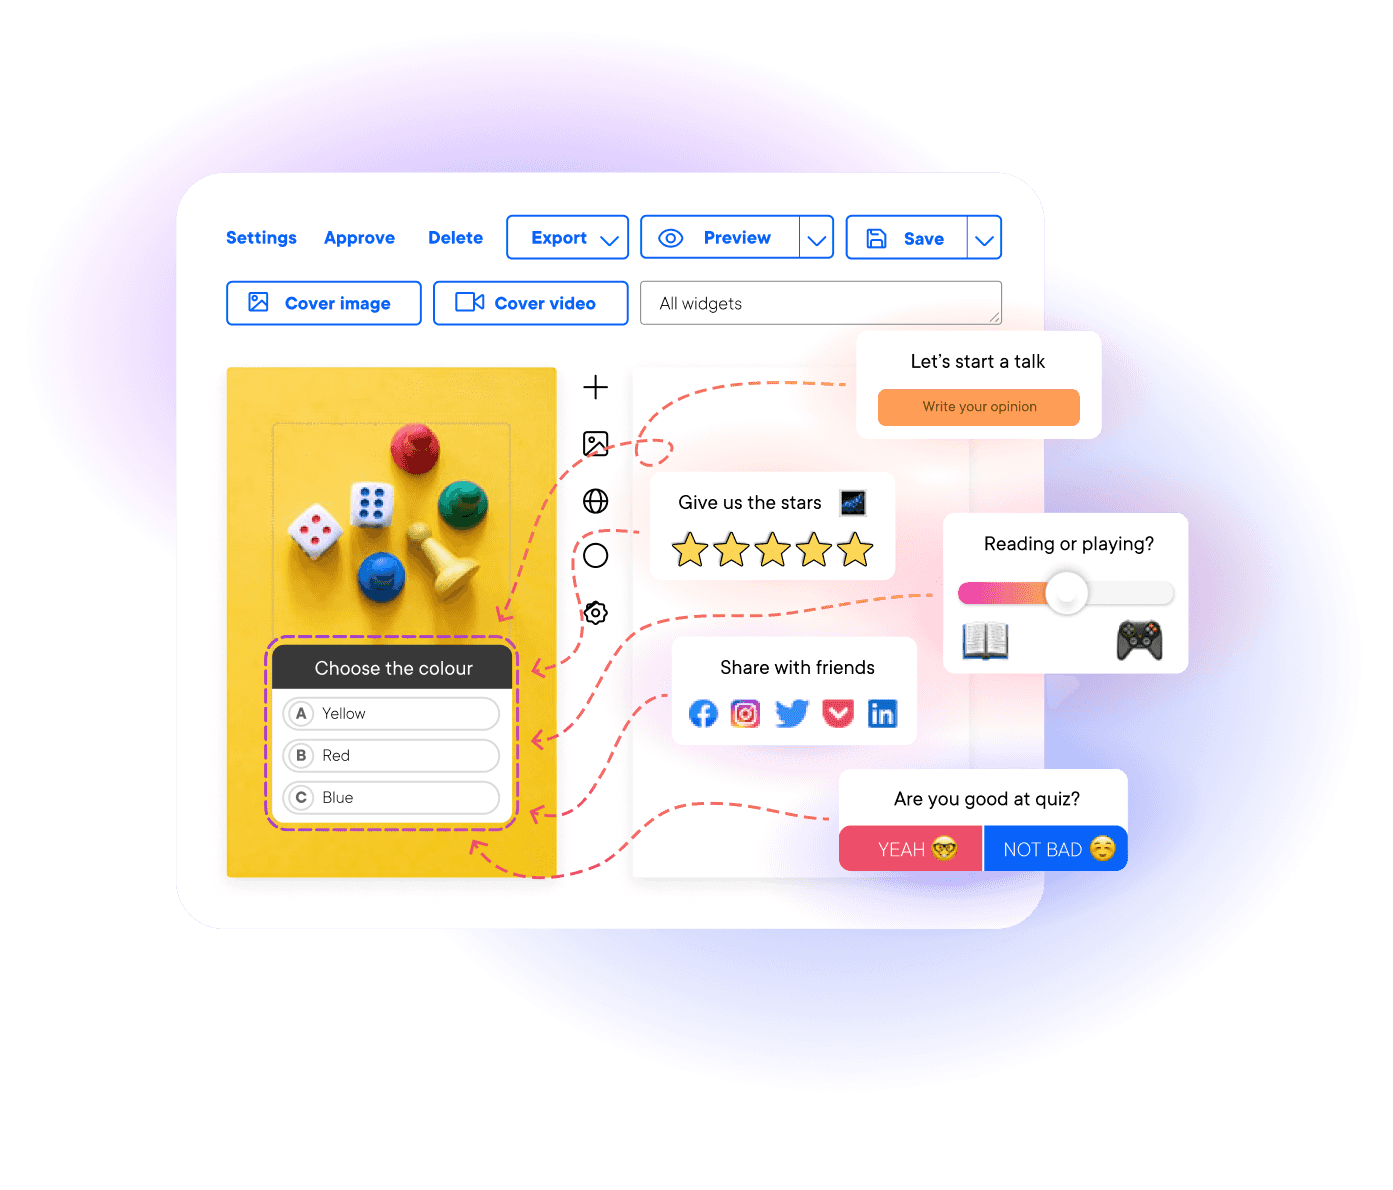 Settings
Approve
Delete
Export
Preview
Save
Cover image
Cover video
All widgets
Let's start a talk
Write your opinion
Give us the stars
Reading or playing?
Choose the colour
A Yellow
B Red
C Blue
Share with friends
in
Are you good at quiz?
YEAH 🤓
NOT BAD ☺️